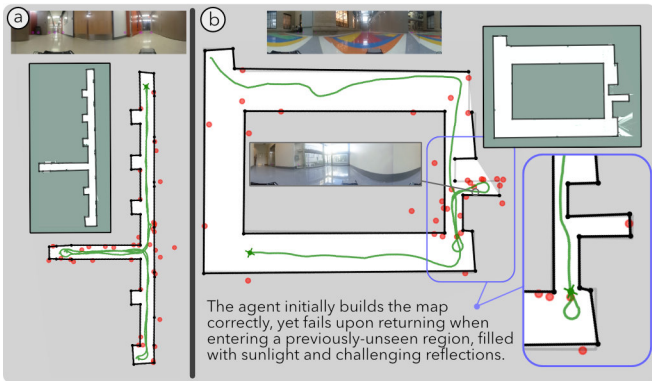 a
b
The agent initially builds the map
correctly, yet fails upon returning when
entering a previously-unseen region, filled
with sunlight and challenging reflections.